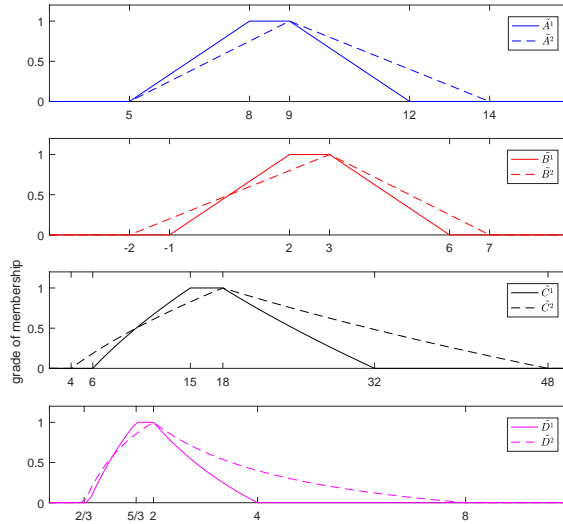 1
0.5
0
5 8 9 12 14
Ã¹
Ã²
1
0.5
0
-2 -1 2 3 6 7
B̃¹
B̃²
grade of membership
1
0.5
0
4 6 15 18 32 48
C̃¹
C̃²
1
0.5
0
2/3 5/3 2 4 8
D̃¹
D̃²